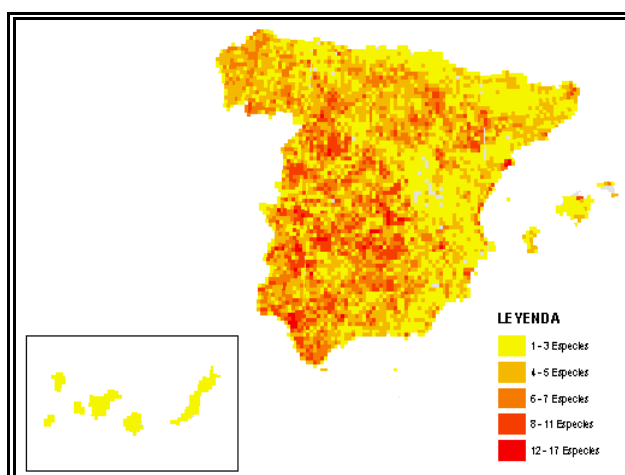 LEYENDA
1 - 3 Especies
4 - 5 Especies
6 - 7 Especies
8 - 11 Especies
12 - 17 Especies